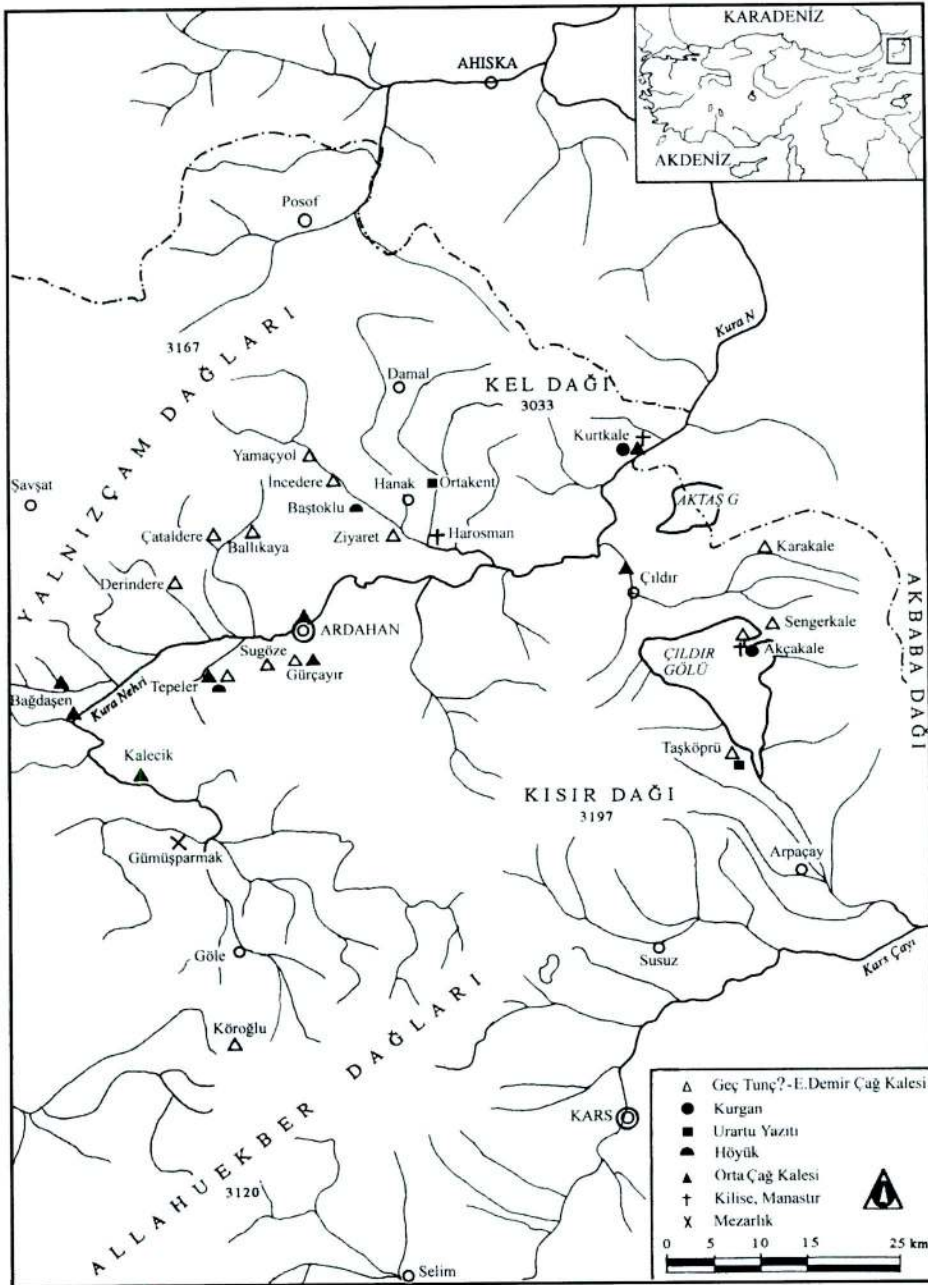 KARADENİZ
AKDENİZ
AHISKA
Posof
3167
YALNIZÇAM DAĞLARI
Damal
KEL DAĞI
3033
Kura N
Kurtkale
Yamaçyol
İncedere
Hanak
Ortakent
Şavşat
Baştoklu
AKTAŞ G
Çataldere
Ballıkaya
Ziyaret
Harosman
Karakale
Derindere
Çıldır
ARDAHAN
Sengerkale
Sugöze
ÇILDIR
GÖLÜ
Akçakale
Gürçayır
Tepeler
Bağdaşen
Kura Nehri
AKBABA DAĞI
Taşköprü
Kalecik
KISIR DAĞI
3197
Gümüşparmak
Arpaçay
Göle
Susuz
Kars Çayı
Köroğlu
ALLAHUEKBER DAĞLARI
3120
KARS
Selim
Geç Tunç?-E.Demir Çağ Kalesi
Kurgan
Urartu Yazıtı
Höyük
Orta Çağ Kalesi
Kilise, Manastır
Mezarlık
0 5 10 15 25 km